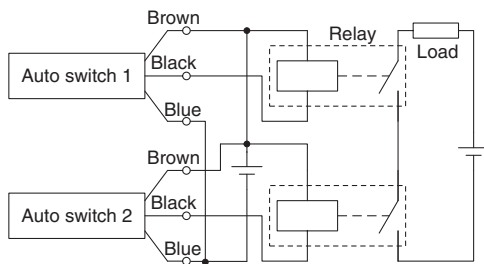 Brown
Relay
Load
Auto switch 1
Black
Blue
Brown
Auto switch 2
Black
Blue